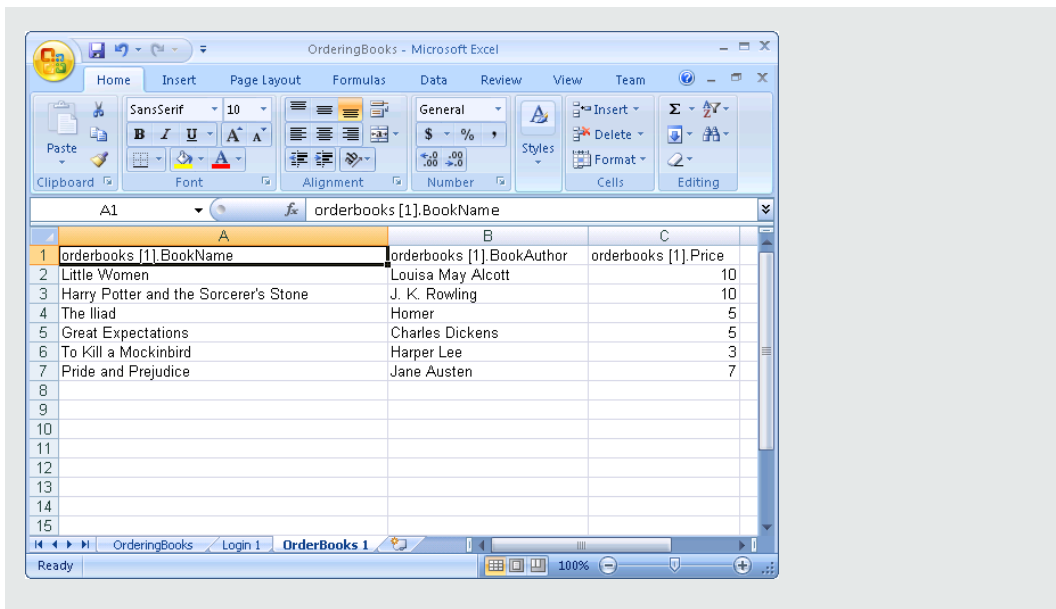 OrderingBooks - Microsoft Excel
Home Insert Page Layout Formulas Data Review View Team
Paste
SansSerif 10
B I U A A
A
General
$ % ,
.0 .00 .00 .0
Styles
Insert
Delete
Format
Σ
Clipboard Font Alignment Number Cells Editing
A1 fx orderbooks [1].BookName
A B C
1 orderbooks [1].BookName orderbooks [1].BookAuthor orderbooks [1].Price
2 Little Women Louisa May Alcott 10
3 Harry Potter and the Sorcerer's Stone J. K. Rowling 10
4 The Iliad Homer 5
5 Great Expectations Charles Dickens 5
6 To Kill a Mockinbird Harper Lee 3
7 Pride and Prejudice Jane Austen 7
8
9
10
11
12
13
14
15
OrderingBooks Login 1 OrderBooks 1
Ready 100%